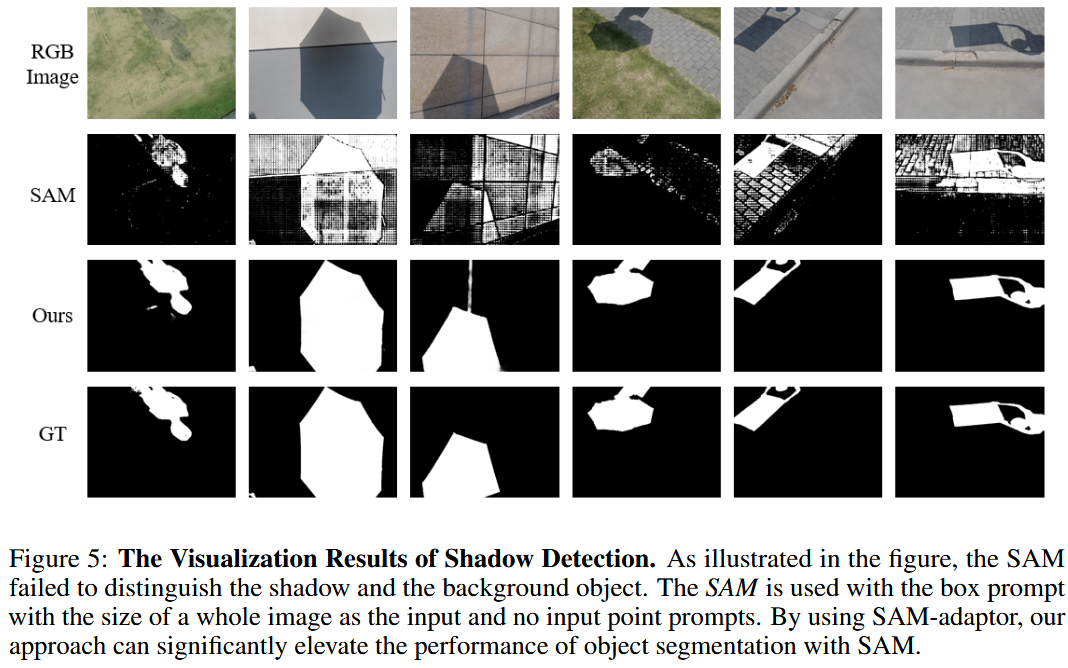 RGB
Image
SAM
Ours
GT
Figure 5: The Visualization Results of Shadow Detection. As illustrated in the figure, the SAM
failed to distinguish the shadow and the background object. The SAM is used with the box prompt
with the size of a whole image as the input and no input point prompts. By using SAM-adaptor, our
approach can significantly elevate the performance of object segmentation with SAM.